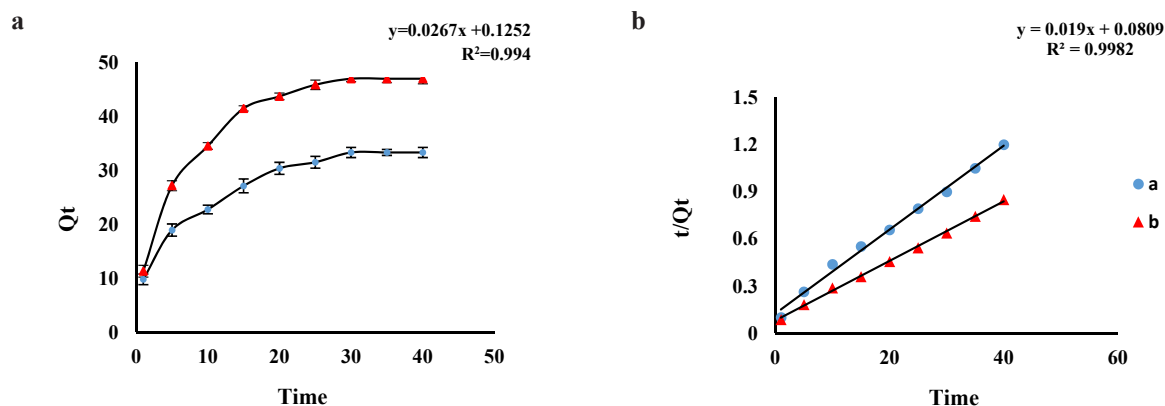 a
y=0.0267x +0.1252
R²=0.994
50
40
30
20
10
0
Qt
0 10 20 30 40 50
Time
b
y = 0.019x + 0.0809
R² = 0.9982
1.5
1.2
0.9
0.6
0.3
0
t/Qt
0 20 40 60
Time
a
b